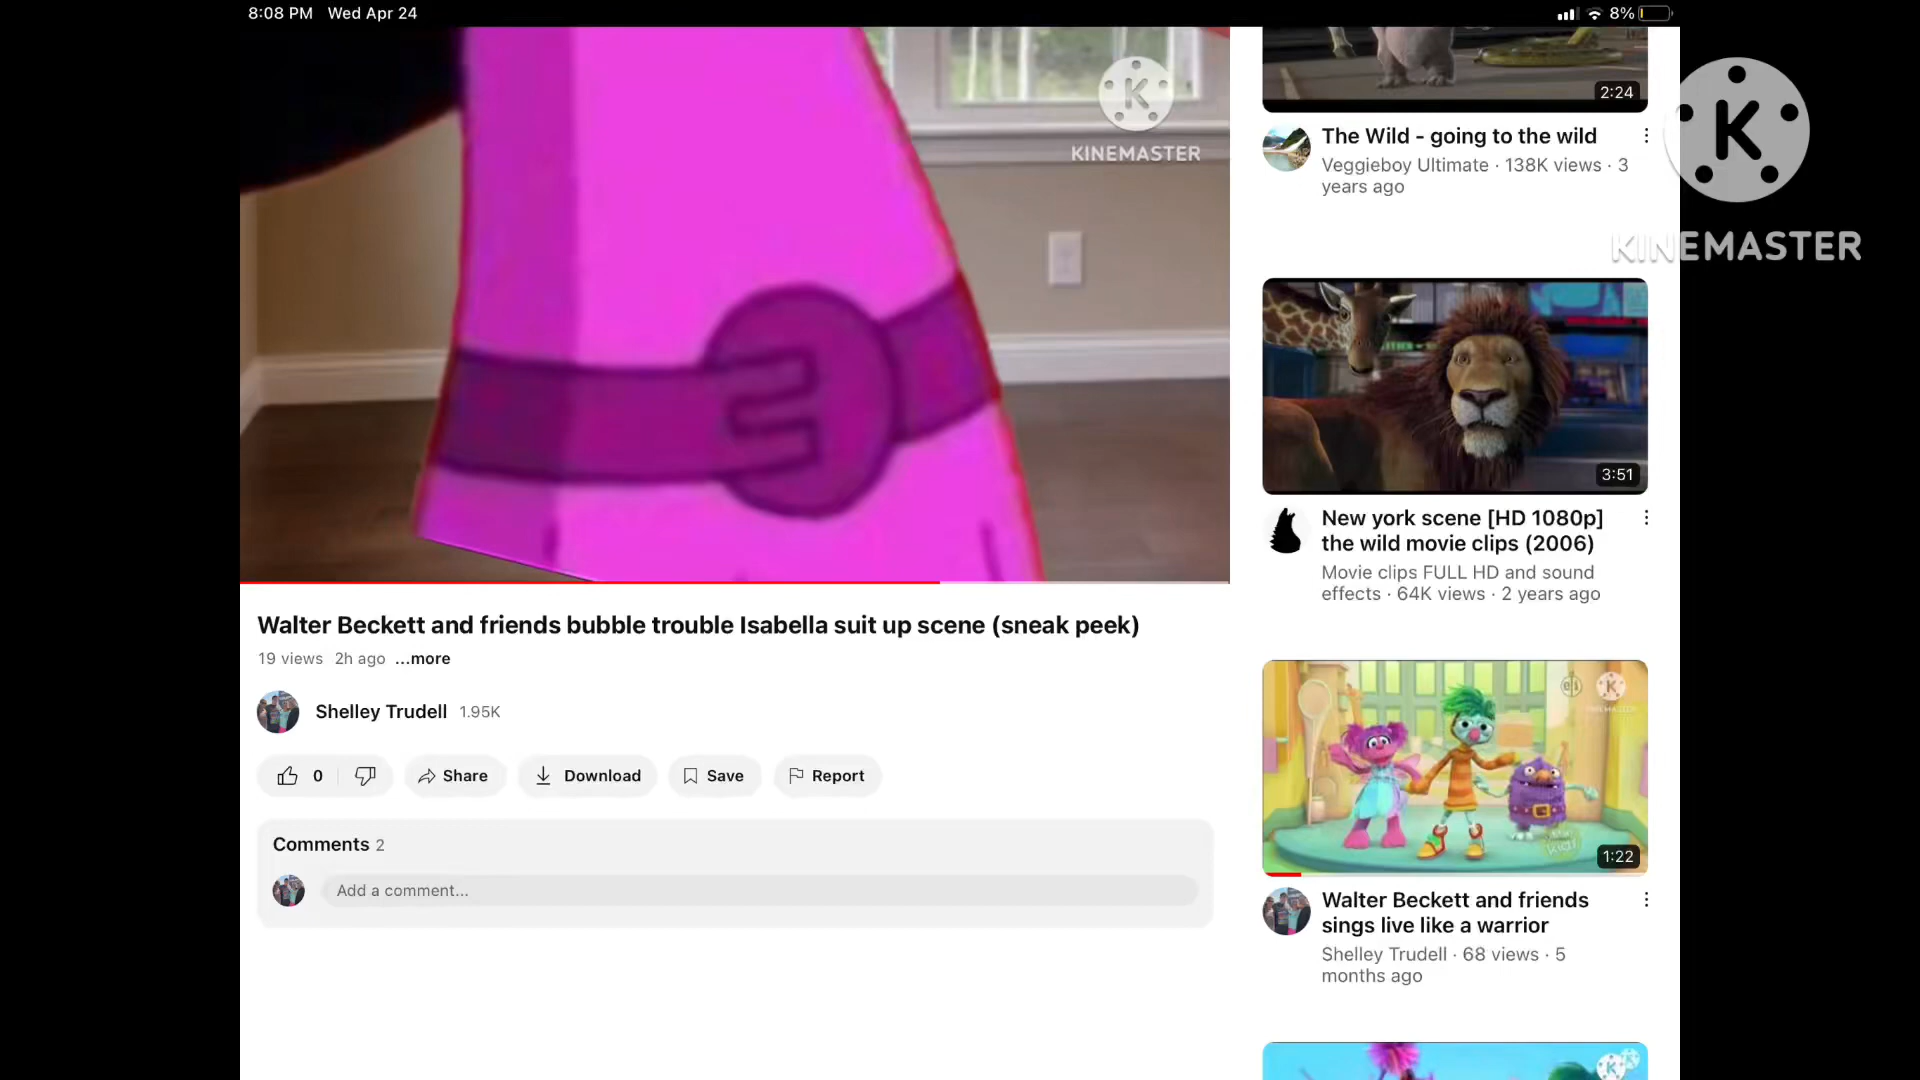 8:08 PM Wed Apr 24
8%
K
KINEMASTER
2:24
The Wild - going to the wild
Veggieboy Ultimate · 138K views · 3
years ago
K
KINEMASTER
3:51
New york scene [HD 1080p]
the wild movie clips (2006)
Movie clips FULL HD and sound
effects · 64K views · 2 years ago
Walter Beckett and friends bubble trouble Isabella suit up scene (sneak peek)
19 views 2h ago ...more
Shelley Trudell 1.95K
0 Share Download Save Report
Comments 2
Add a comment...
K
KINEMASTER
1:22
Walter Beckett and friends
sings live like a warrior
Shelley Trudell · 68 views · 5
months ago
K